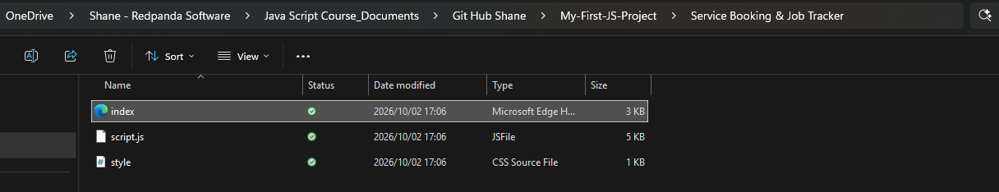 OneDrive > Shane - Redpanda Software > Java Script Course_Documents > Git Hub Shane > My-First-JS-Project > Service Booking & Job Tracker
Sort View ...
Name Status Date modified Type Size
index 2026/10/02 17:06 Microsoft Edge H... 3 KB
script.js 2026/10/02 17:06 JSFile 5 KB
style 2026/10/02 17:06 CSS Source File 1 KB